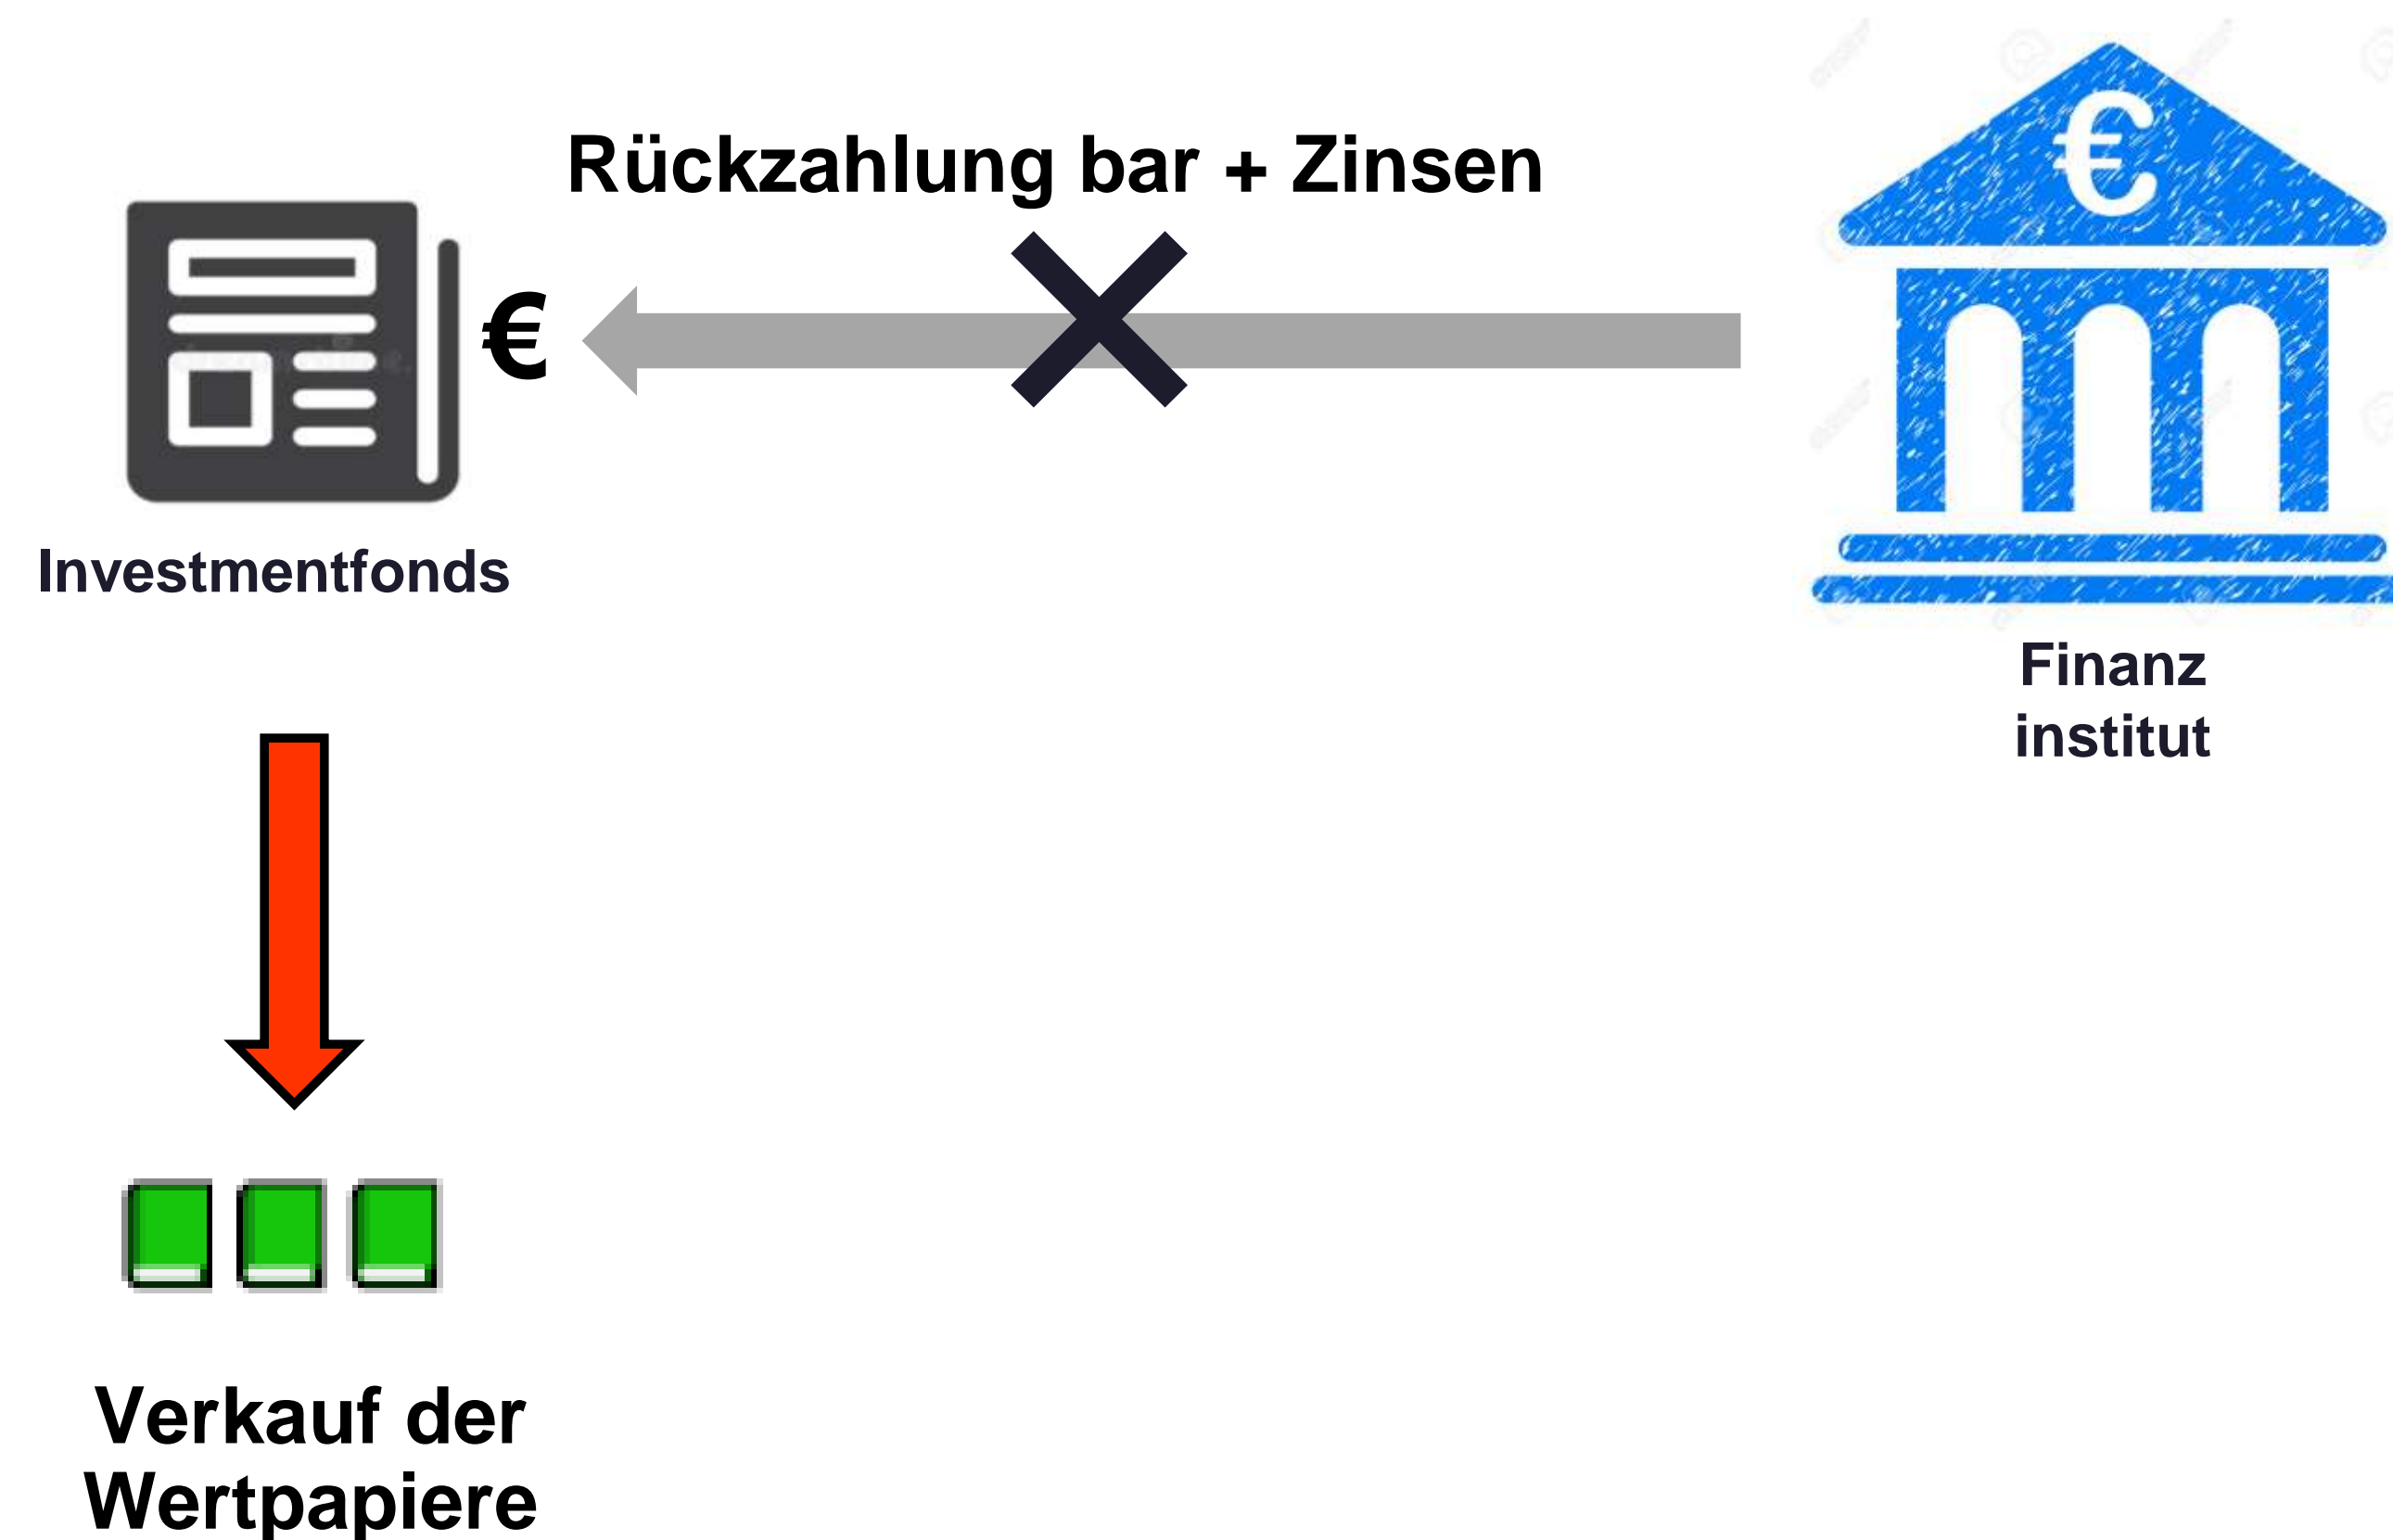 Rückzahlung bar + Zinsen
€
€
Investmentfonds
Finanz
institut
Verkauf der
Wertpapiere